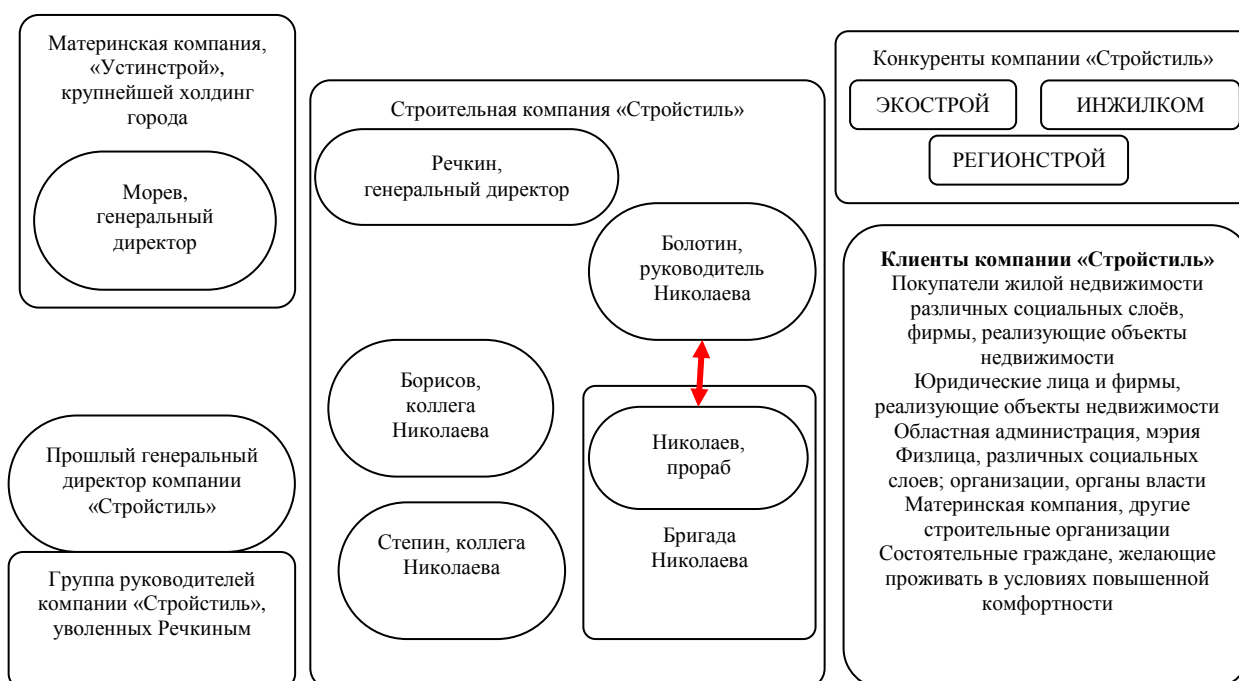 Материнская компания,
«Устинстрой»,
крупнейшей холдинг
города
Морев,
генеральный
директор
Прошлый генеральный
директор компании
«Стройстиль»
Группа руководителей
компании «Стройстиль»,
уволенных Речкиным
Строительная компания «Стройстиль»
Речкин,
генеральный директор
Болотин,
руководитель
Николаева
Борисов,
коллега
Николаева
Николаев,
прораб
Бригада
Николаева
Степин, коллега
Николаева
Конкуренты компании «Стройстиль»
ЭКОСТРОЙ
ИНЖИЛКОМ
РЕГИОНСТРОЙ
Клиенты компании «Стройстиль»
Покупатели жилой недвижимости
различных социальных слоёв,
фирмы, реализующие объекты
недвижимости
Юридические лица и фирмы,
реализующие объекты недвижимости
Областная администрация, мэрия
Физлица, различных социальных
слоев; организации, органы власти
Материнская компания, другие
строительные организации
Состоятельные граждане, желающие
проживать в условиях повышенной
комфортности